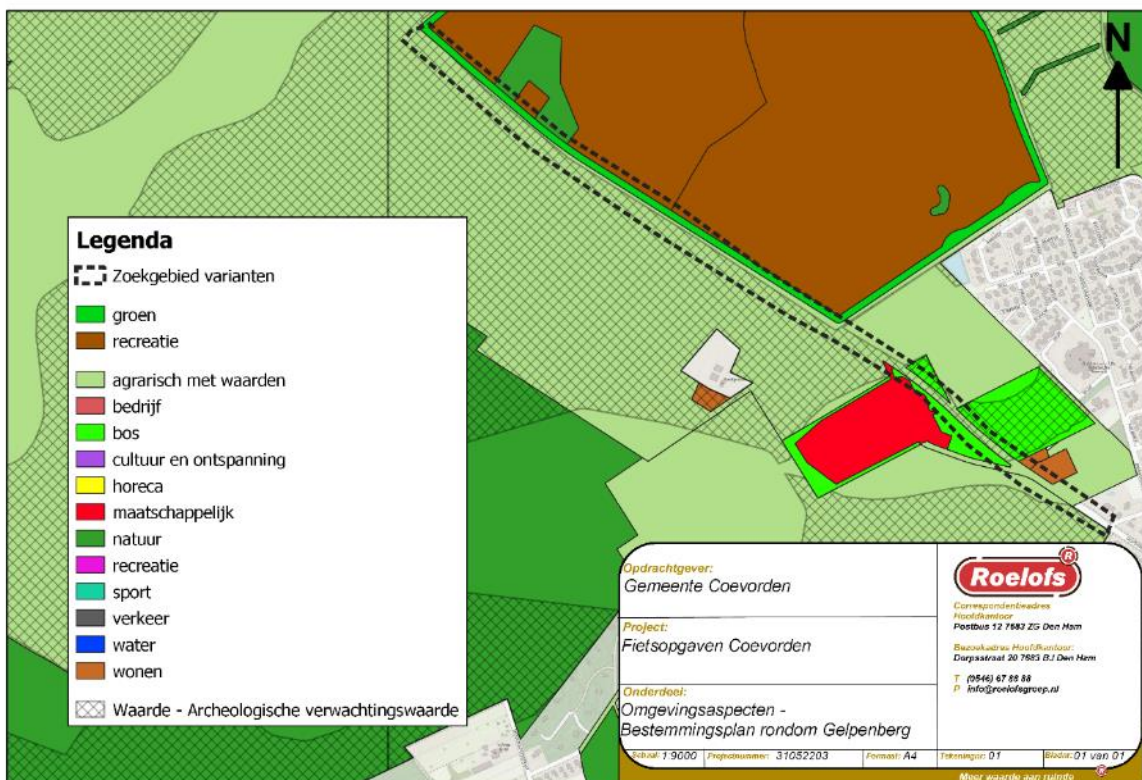 N
Legenda
Zoekgebied varianten
groen
recreatie
agrarisch met waarden
bedrijf
bos
cultuur en ontspanning
horeca
maatschappelijk
natuur
recreatie
sport
verkeer
water
wonen
Waarde - Archeologische verwachtingswaarde
Opdrachtgever:
Gemeente Coevorden
Project:
Fietsopgaven Coevorden
Onderdeel:
Omgevingsaspecten -
Bestemmingsplan rondom Gelpenberg
Roelofs ®
Correspondentieadres
Hoofdkantoor
Postbus 12 7683 ZG Den Ham
Bezoekadres Hoofdkantoor:
Dorpsstraat 20 7683 BJ Den Ham
T (0546) 67 88 88
P info@roelofsgroep.nl
Schaal: 1:9000 Projectnummer: 31052203 Formaat: A4 Tekeningnr: 01 Bladnr: 01 van 01
Meer waarde aan ruimte ®